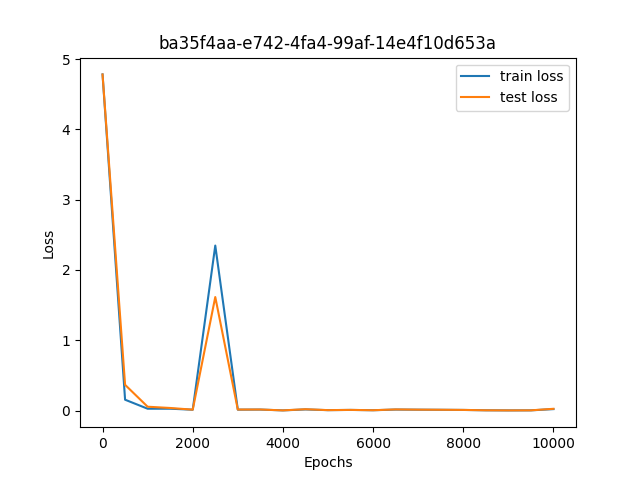 ba35f4aa-e742-4fa4-99af-14e4f10d653a
train loss
test loss
5
4
3
2
1
0
Loss
0 2000 4000 6000 8000 10000
Epochs